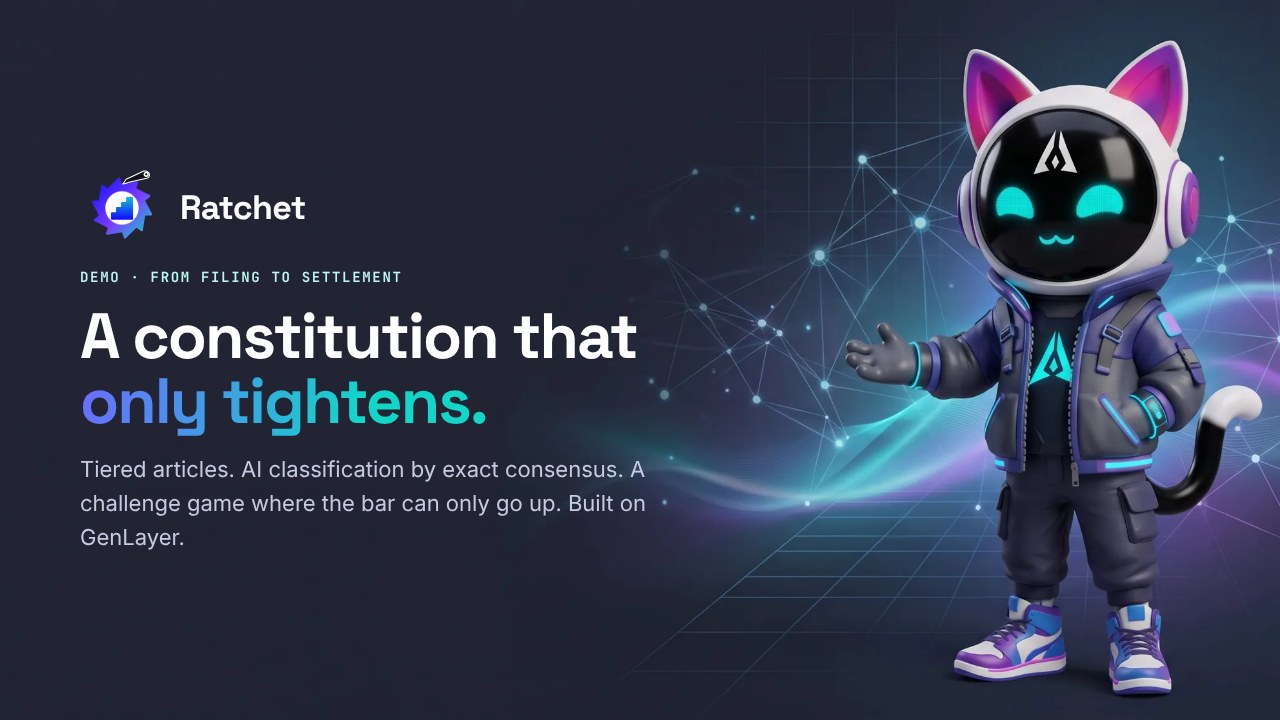 Ratchet
DEMO · FROM FILING TO SETTLEMENT
A constitution that
only tightens.
Tiered articles. AI classification by exact consensus. A
challenge game where the bar can only go up. Built on
GenLayer.